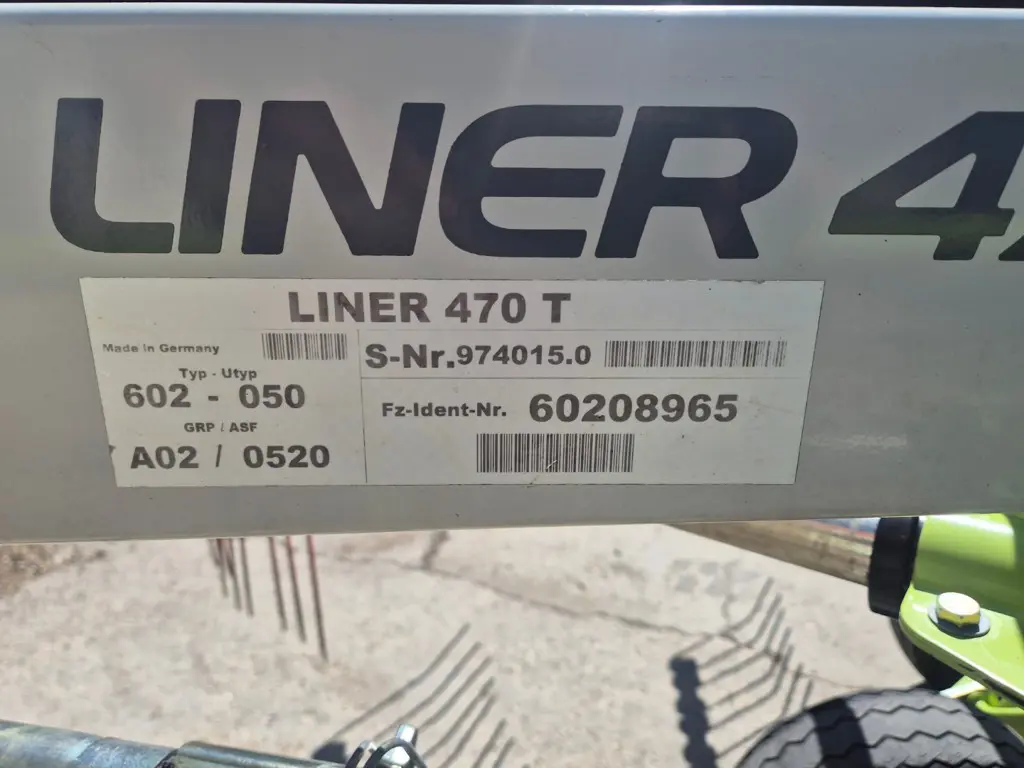 LINER 4
LINER 470 T
Made in Germany
S-Nr.974015.0
Typ - Utyp
602 - 050
Fz-Ident-Nr. 60208965
GRP / ASF
A02 / 0520